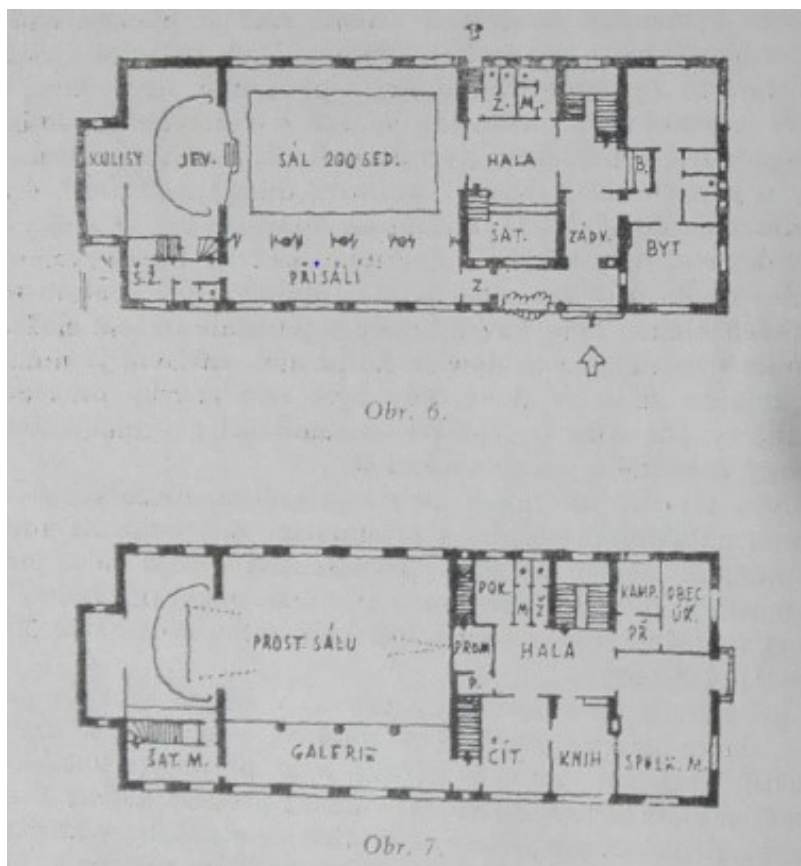 Z. M.
KULISY JEV. SÁL 200 SED. HALA B.
ŠAT. ZÁDV. BYT
Š.Ž. PŘÍSÁLÍ Z.
Obr. 6.
POK. M Ž KAMP. OBEC.
ÚŘ.
PROST. SÁLU PROM HALA PŘ.
P.
ŠAT. M. GALERIE ČÍT. KNIH SPOLK. M.
Obr. 7.